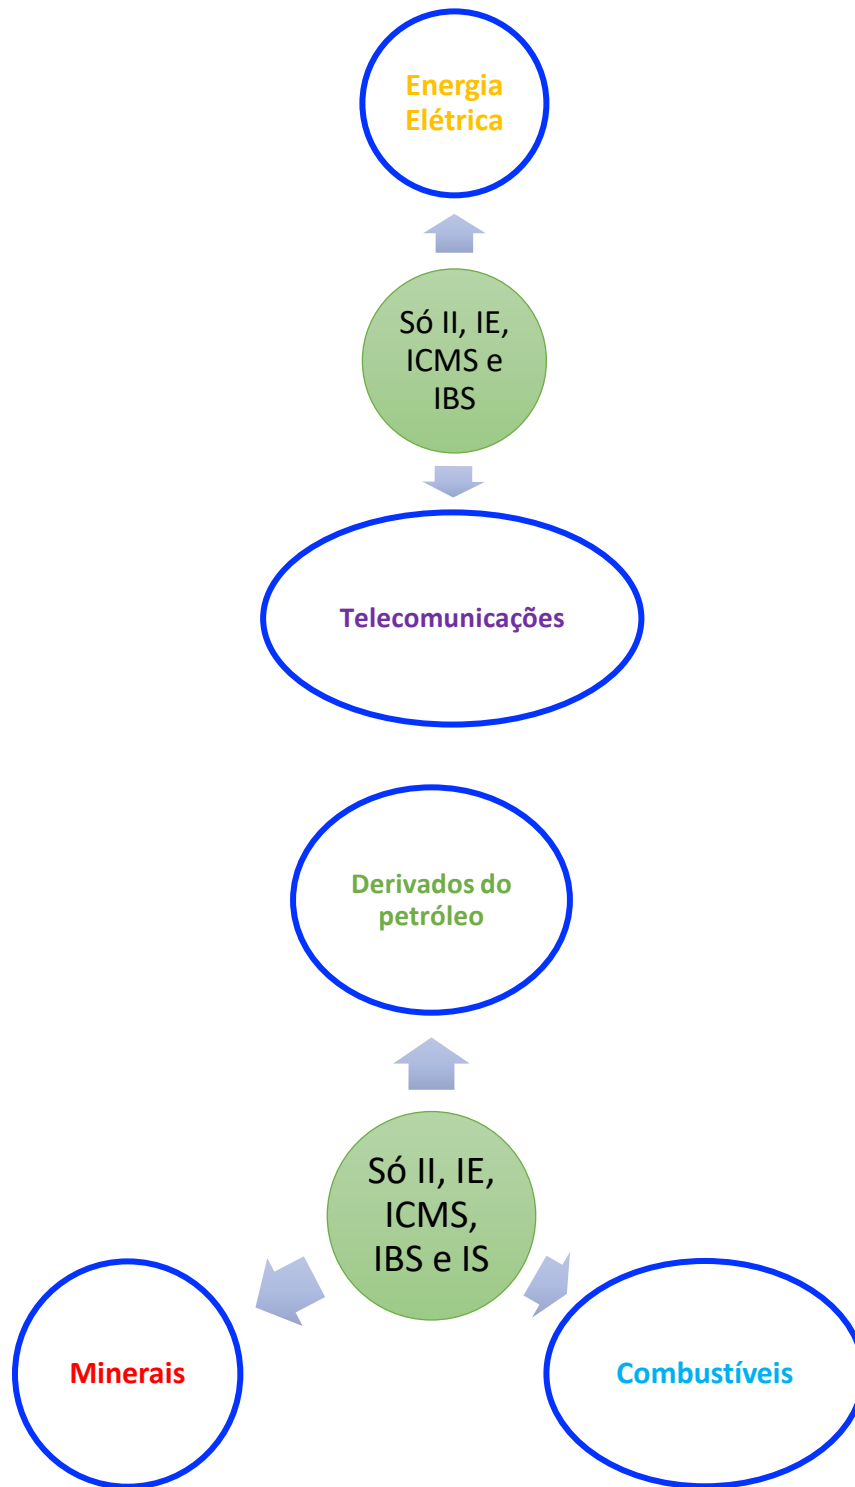 Energia
Elétrica
Só II, IE,
ICMS e
IBS
Telecomunicações
Derivados do
petróleo
Só II, IE,
ICMS,
IBS e IS
Minerais
Combustíveis